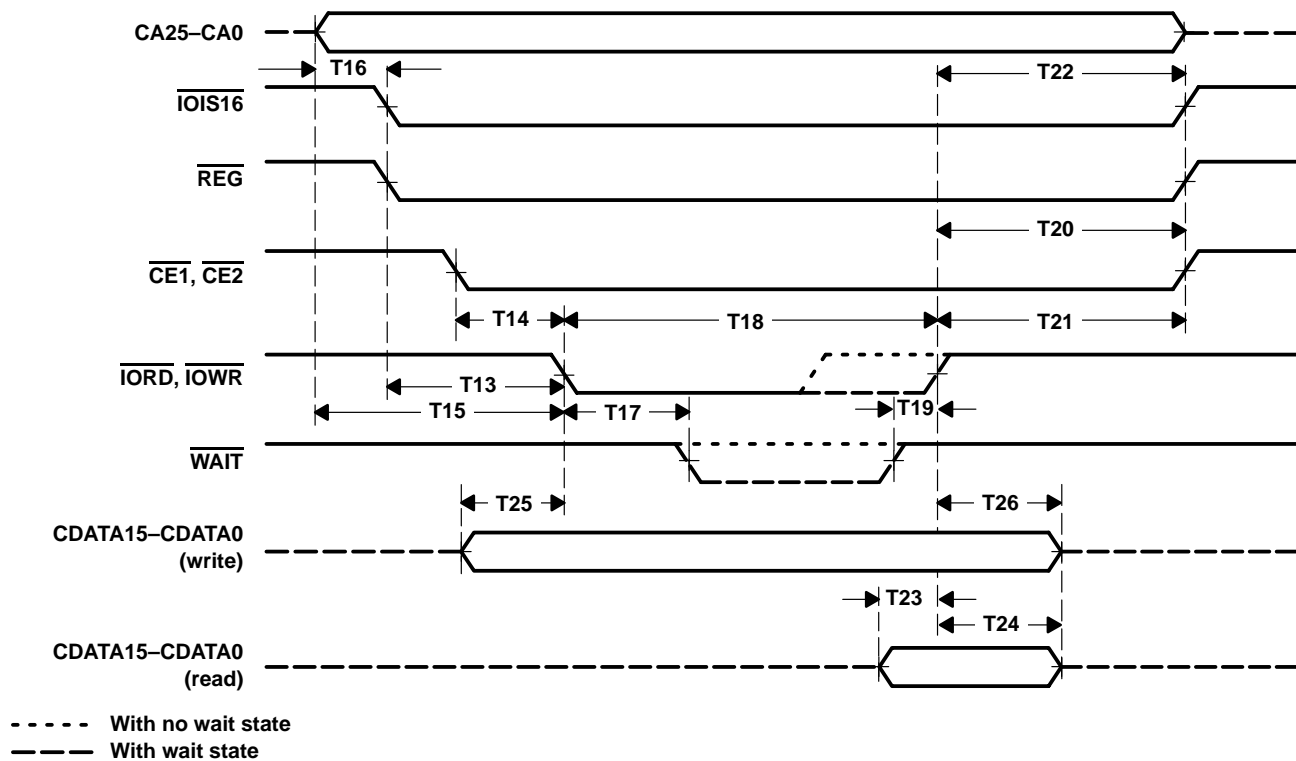 CA25–CA0
T16
T22
IOIS16
REG
T20
CE1, CE2
T14
T18
T21
IORD, IOWR
T13
T19
T15
T17
WAIT
T25
T26
CDATA15–CDATA0
(write)
T23
T24
CDATA15–CDATA0
(read)
With no wait state
With wait state